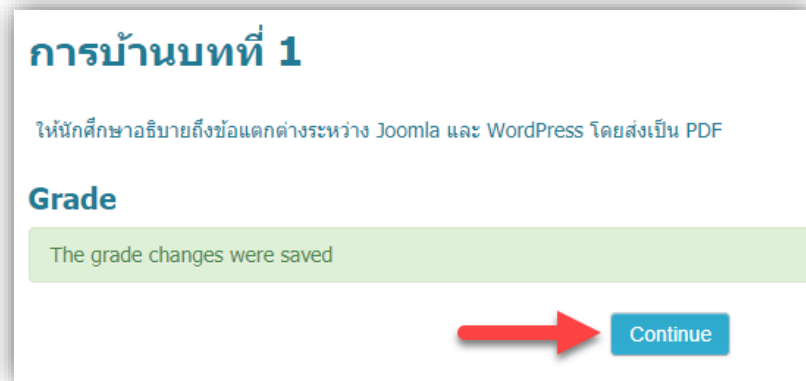 การบ้านบทที่ 1
ให้นักศึกษาอธิบายถึงข้อแตกต่างระหว่าง Joomla และ WordPress โดยส่งเป็น PDF
Grade
The grade changes were saved
Continue